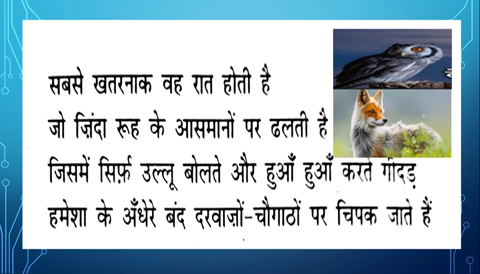 सबसे खतरनाक वह रात होती है
जो ज़िंदा रूह के आसमानों पर ढलती है
जिसमें सिर्फ़ उल्लू बोलते और हुआँ हुआँ करते गीदड़
हमेशा के अँधेरे बंद दरवाज़ों-चौगाठों पर चिपक जाते हैं